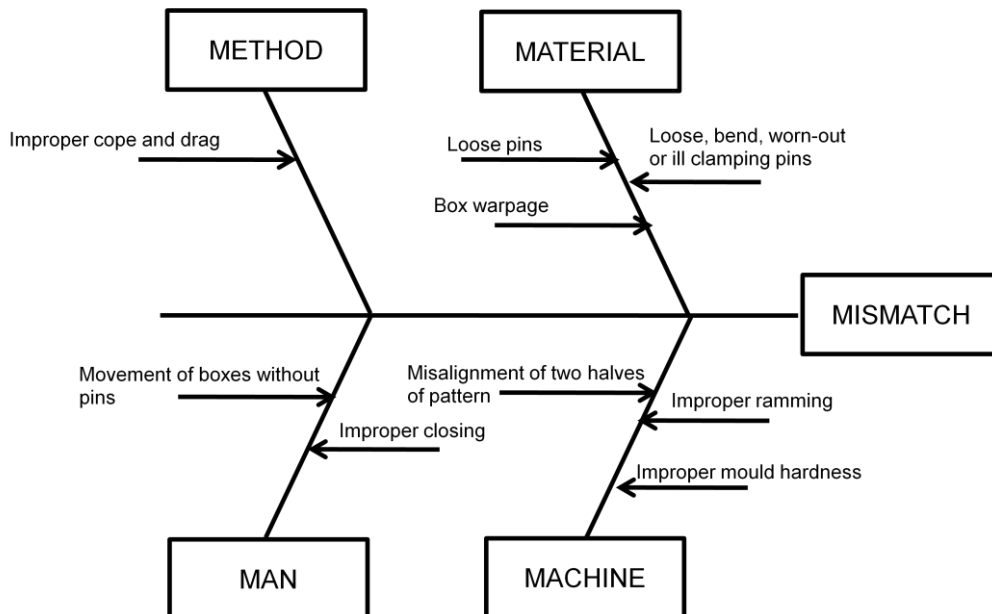 METHOD
MATERIAL
Improper cope and drag
Loose pins
Loose, bend, worn-out
or ill clamping pins
Box warpage
MISMATCH
Movement of boxes without
pins
Misalignment of two halves
of pattern
Improper ramming
Improper closing
Improper mould hardness
MAN
MACHINE